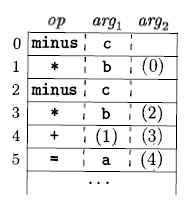 op arg₁ arg₂
0 minus c
1 * b (0)
2 minus c
3 * b (2)
4 + (1) (3)
5 = a (4)
...